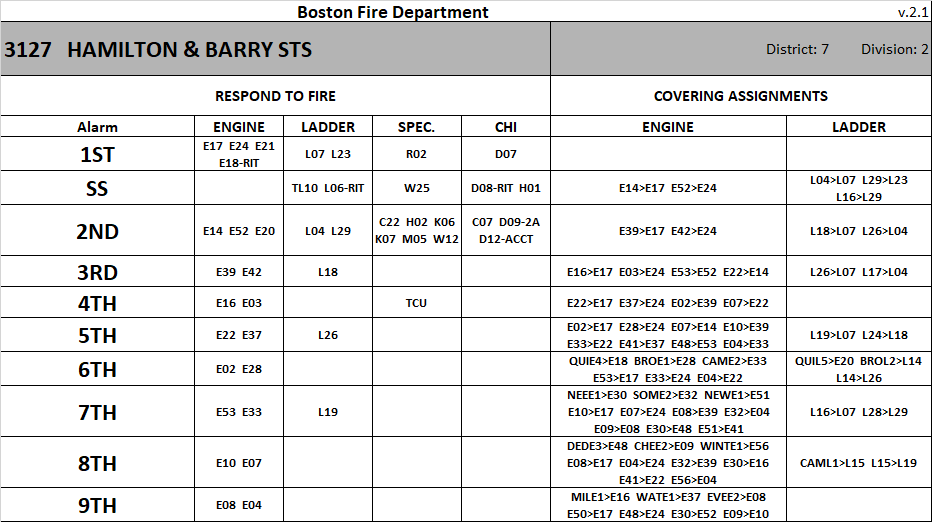 Boston Fire Department v.2.1
3127 HAMILTON & BARRY STS District: 7 Division: 2
RESPOND TO FIRE COVERING ASSIGNMENTS
Alarm ENGINE LADDER SPEC. CHI ENGINE LADDER
1ST E17 E24 E21 L07 L23 R02 D07
E18-RIT
SS TL10 L06-RIT W25 D08-RIT H01 E14>E17 E52>E24 L04>L07 L29>L23
L16>L29
2ND E14 E52 E20 L04 L29 C22 H02 K06 C07 D09-2A E39>E17 E42>E24 L18>L07 L26>L04
K07 M05 W12 D12-ACCT
3RD E39 E42 L18 E16>E17 E03>E24 E53>E52 E22>E14 L26>L07 L17>L04
4TH E16 E03 TCU E22>E17 E37>E24 E02>E39 E07>E22
5TH E22 E37 L26 E02>E17 E28>E24 E07>E14 E10>E39 L19>L07 L24>L18
E33>E22 E41>E37 E48>E53 E04>E33
6TH E02 E28 QUIE4>E18 BROE1>E28 CAME2>E33 QUIL5>E20 BROL2>L14
E53>E17 E33>E24 E04>E22 L14>L26
7TH E53 E33 L19 NEEE1>E30 SOME2>E32 NEWE1>E51 L16>L07 L28>L29
E10>E17 E07>E24 E08>E39 E32>E04
E09>E08 E30>E48 E51>E41
8TH E10 E07 DEDE3>E48 CHEE2>E09 WINTE1>E56 CAML1>L15 L15>L19
E08>E17 E04>E24 E32>E39 E30>E16
E41>E22 E56>E04
9TH E08 E04 MILE1>E16 WATE1>E37 EVEE2>E08
E50>E17 E48>E24 E30>E52 E09>E10